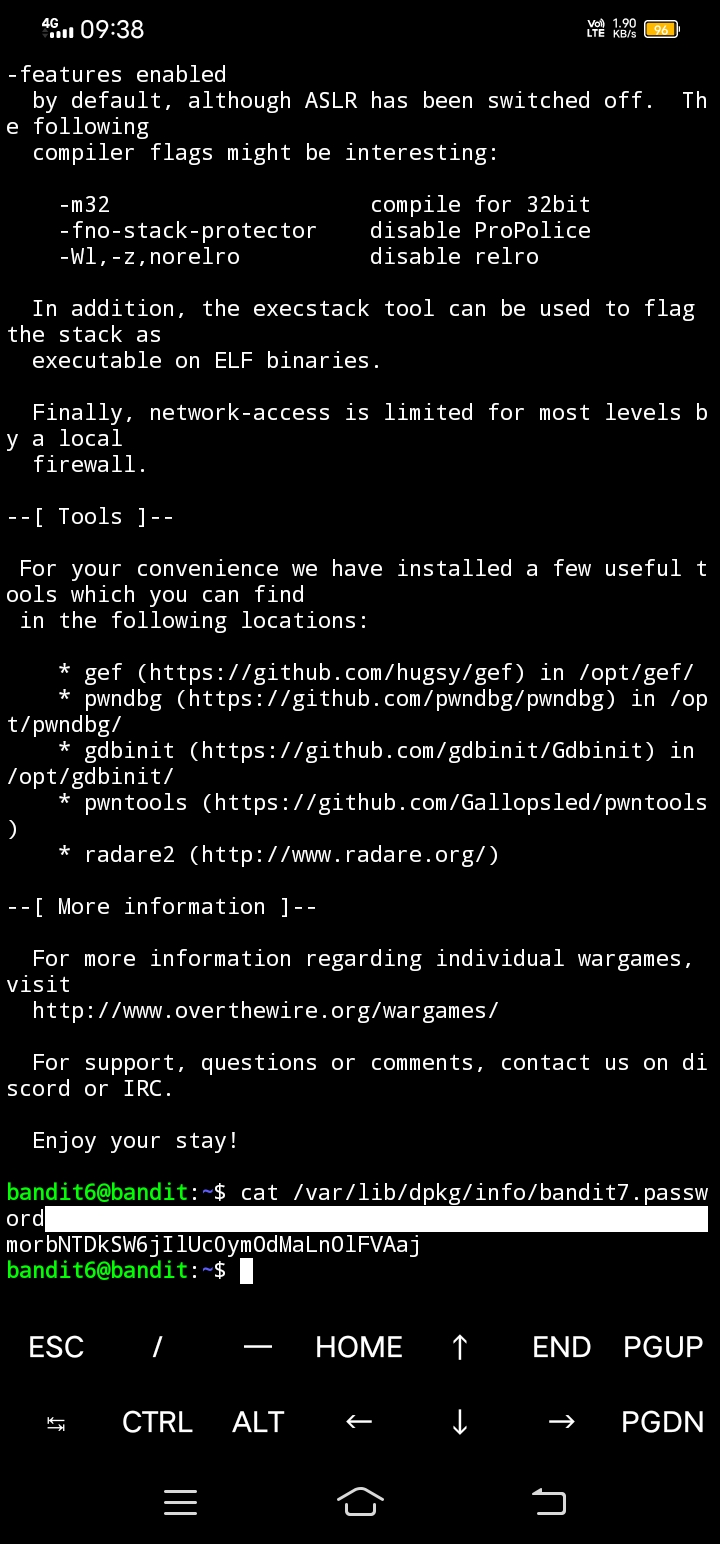 4G 09:38 Vo) LTE 1.90 KB/s 96
-features enabled
  by default, although ASLR has been switched off.  Th
e following
  compiler flags might be interesting:

    -m32                    compile for 32bit
    -fno-stack-protector    disable ProPolice
    -Wl,-z,norelro          disable relro

  In addition, the execstack tool can be used to flag
the stack as
  executable on ELF binaries.

  Finally, network-access is limited for most levels b
y a local
  firewall.

--[ Tools ]--

 For your convenience we have installed a few useful t
ools which you can find
 in the following locations:

    * gef (https://github.com/hugsy/gef) in /opt/gef/
    * pwndbg (https://github.com/pwndbg/pwndbg) in /op
t/pwndbg/
    * gdbinit (https://github.com/gdbinit/Gdbinit) in
/opt/gdbinit/
    * pwntools (https://github.com/Gallopsled/pwntools
)
    * radare2 (http://www.radare.org/)

--[ More information ]--

  For more information regarding individual wargames,
visit
  http://www.overthewire.org/wargames/

  For support, questions or comments, contact us on di
scord or IRC.

  Enjoy your stay!

bandit6@bandit:~$ cat /var/lib/dpkg/info/bandit7.passw
ord
morbNTDkSW6jIlUc0ymOdMaLnOlFVAaj
bandit6@bandit:~$
ESC / — HOME ↑ END PGUP
↹ CTRL ALT ← ↓ → PGDN